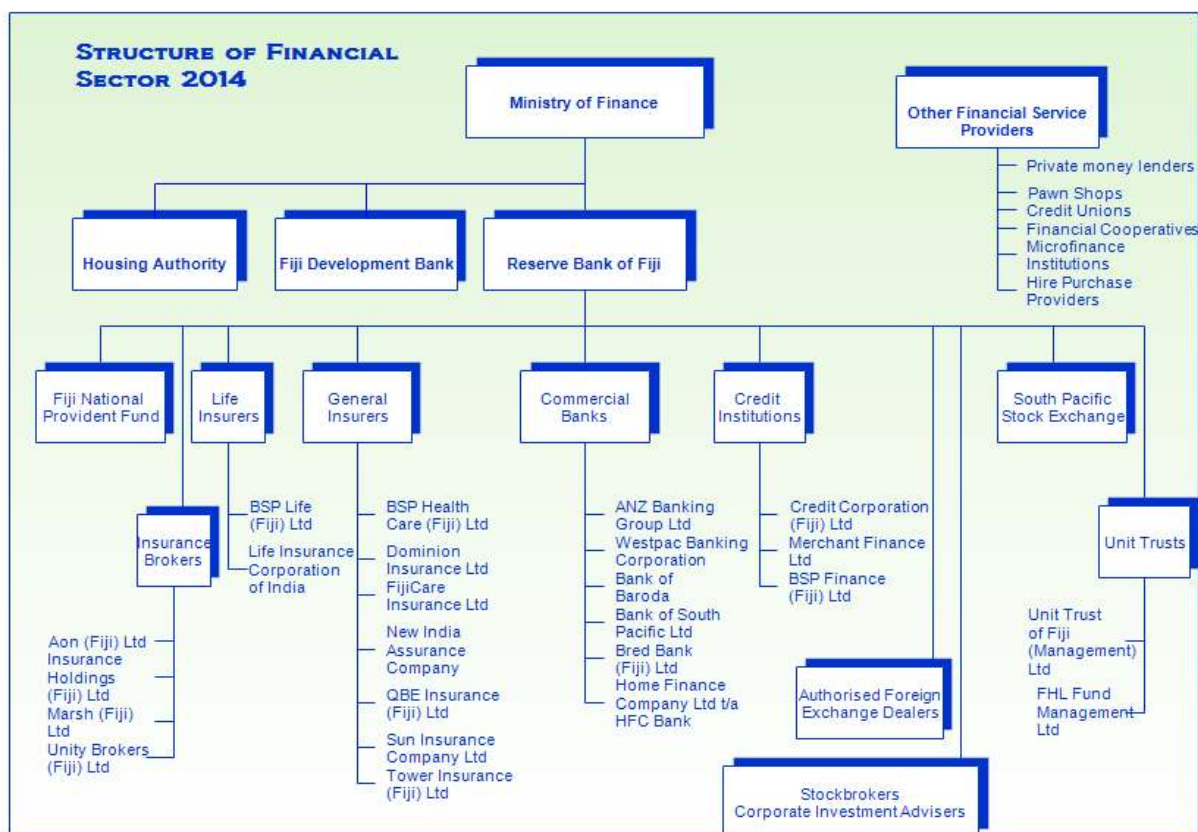 STRUCTURE OF FINANCIAL
SECTOR 2014
Ministry of Finance
Other Financial Service
Providers
Private money lenders
Pawn Shops
Credit Unions
Financial Cooperatives
Microfinance
Institutions
Hire Purchase
Providers
Housing Authority
Fiji Development Bank
Reserve Bank of Fiji
Fiji National
Provident Fund
Life
Insurers
General
Insurers
Commercial
Banks
Credit
Institutions
South Pacific
Stock Exchange
Insurance
Brokers
Aon (Fiji) Ltd
Insurance
Holdings
(Fiji) Ltd
Marsh (Fiji)
Ltd
Unity Brokers
(Fiji) Ltd
BSP Life
(Fiji) Ltd
Life Insurance
Corporation
of India
BSP Health
Care (Fiji) Ltd
Dominion
Insurance Ltd
FijiCare
Insurance Ltd
New India
Assurance
Company
QBE Insurance
(Fiji) Ltd
Sun Insurance
Company Ltd
Tower Insurance
(Fiji) Ltd
ANZ Banking
Group Ltd
Westpac Banking
Corporation
Bank of
Baroda
Bank of South
Pacific Ltd
Bred Bank
(Fiji) Ltd
Home Finance
Company Ltd t/a
HFC Bank
Credit Corporation
(Fiji) Ltd
Merchant Finance
Ltd
BSP Finance
(Fiji) Ltd
Authorised Foreign
Exchange Dealers
Stockbrokers
Corporate Investment Advisers
Unit Trusts
Unit Trust
of Fiji
(Management)
Ltd
FHL Fund
Management
Ltd